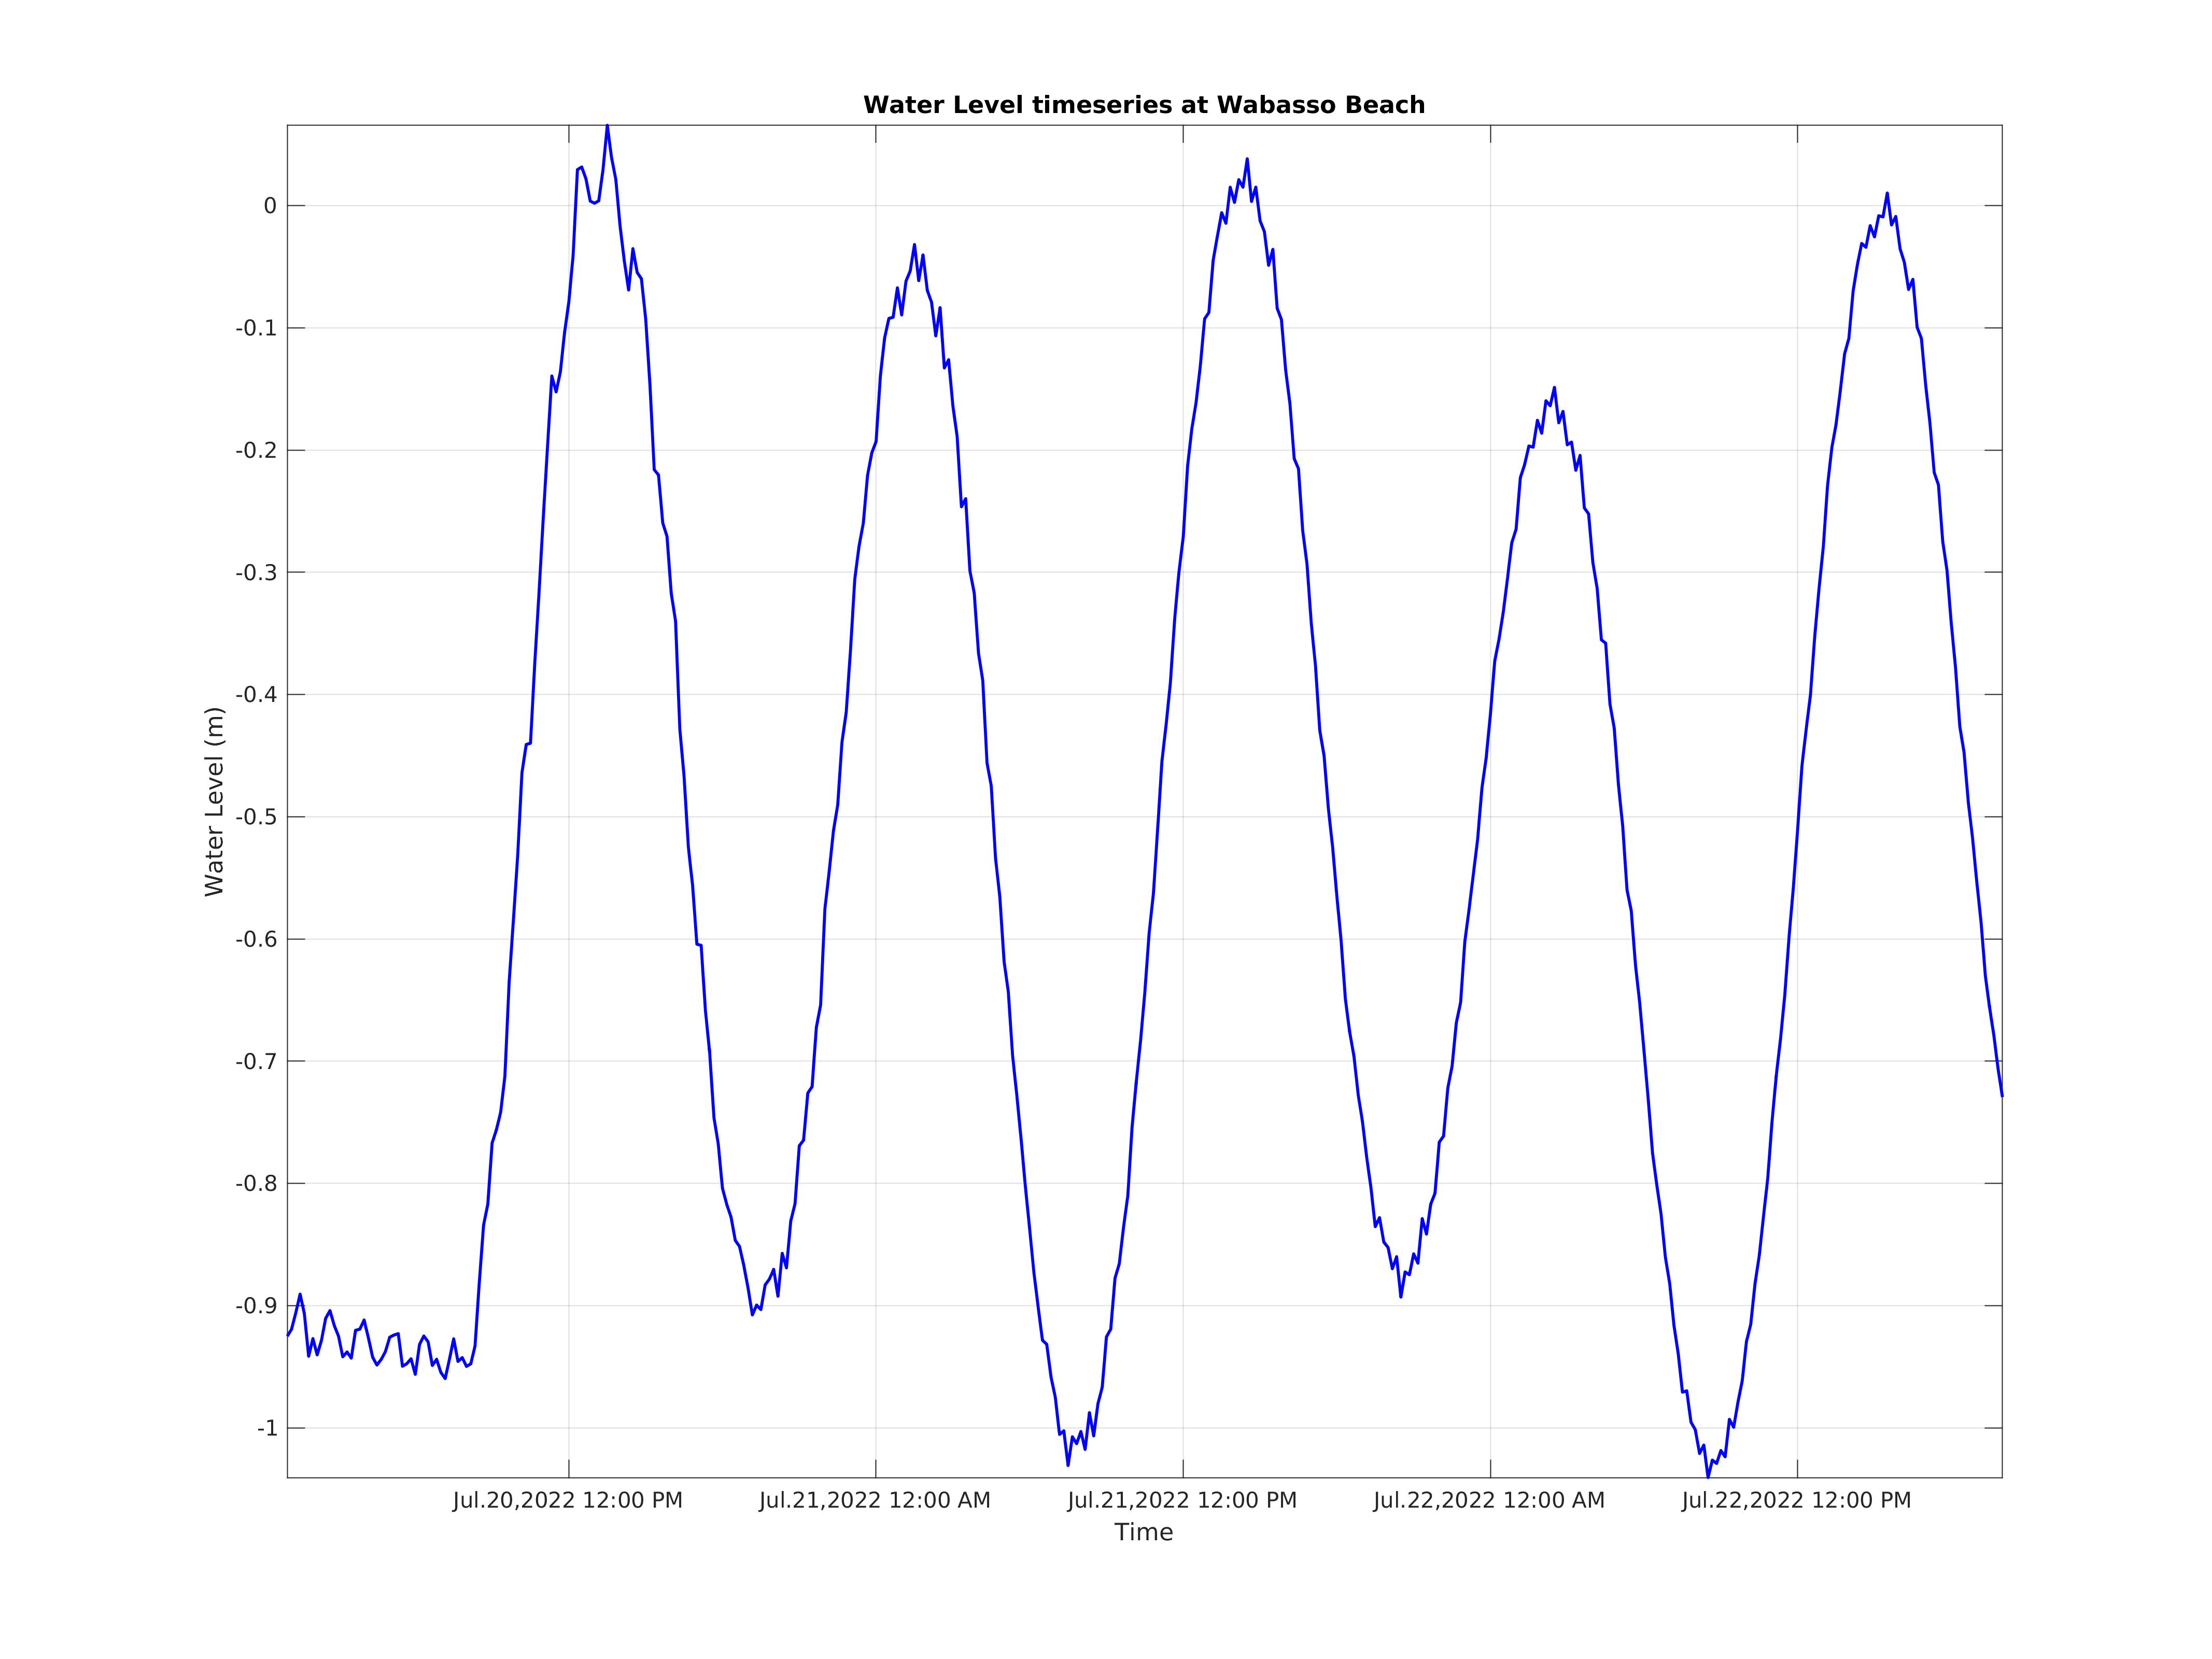 Water Level timeseries at Wabasso Beach
0
-0.1
-0.2
-0.3
-0.4
-0.5
-0.6
-0.7
-0.8
-0.9
-1
Water Level (m)
Jul.20,2022 12:00 PM
Jul.21,2022 12:00 AM
Jul.21,2022 12:00 PM
Jul.22,2022 12:00 AM
Jul.22,2022 12:00 PM
Time